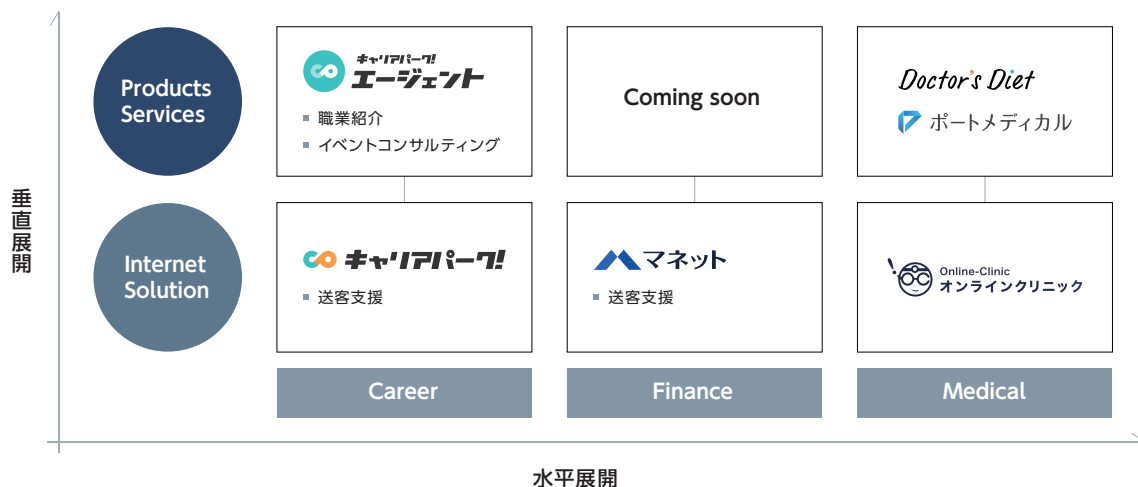 垂直展開
Products
Services
キャリアパーク!
エージェント
職業紹介
イベントコンサルティング
Coming soon
Doctor's Diet
ポートメディカル
Internet
Solution
キャリアパーク!
送客支援
マネット
送客支援
Online-Clinic
オンラインクリニック
Career
Finance
Medical
水平展開